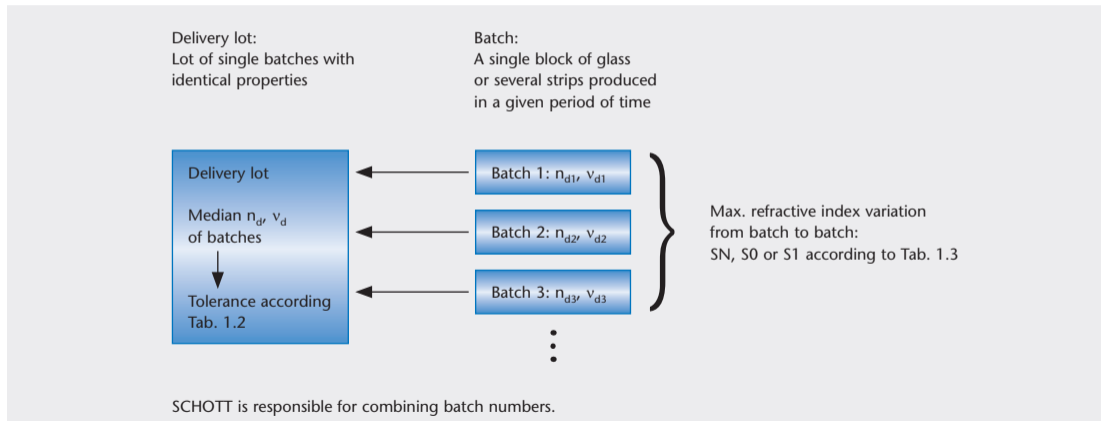 Delivery lot:
Lot of single batches with
identical properties
Batch:
A single block of glass
or several strips produced
in a given period of time
Delivery lot
Median nd, νd
of batches
Tolerance according
Tab. 1.2
Batch 1: nd1, νd1
Batch 2: nd2, νd2
Batch 3: nd3, νd3
Max. refractive index variation
from batch to batch:
SN, S0 or S1 according to Tab. 1.3
SCHOTT is responsible for combining batch numbers.